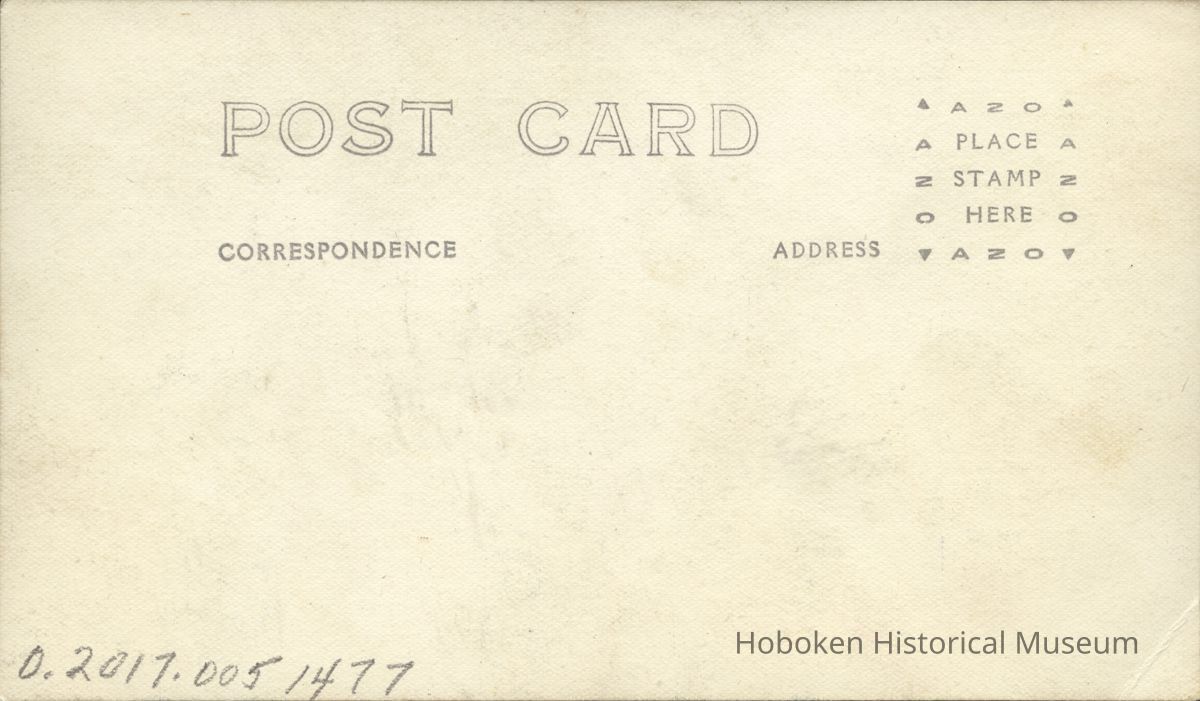 POST CARD
▲ A Z O ▲
A PLACE A
Z STAMP Z
O HERE O
▼ A Z O ▼
CORRESPONDENCE
ADDRESS
Hoboken Historical Museum
0.2017.005 1477